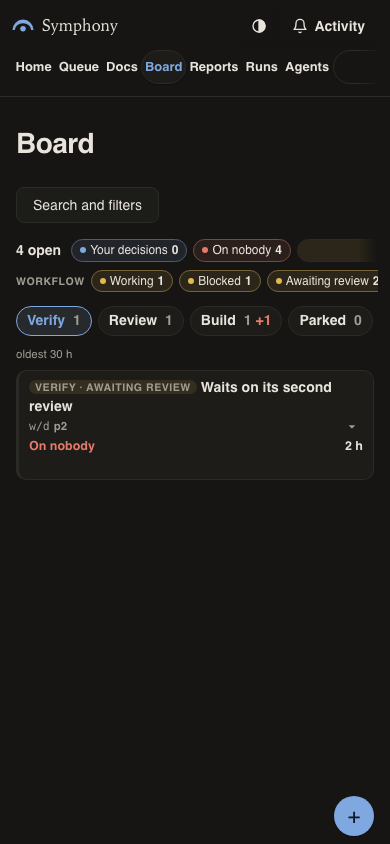 Symphony
Activity
Home Queue Docs Board Reports Runs Agents
Board
Search and filters
4 open Your decisions 0 On nobody 4
WORKFLOW Working 1 Blocked 1 Awaiting review 2
Verify 1 Review 1 Build 1 +1 Parked 0
oldest 30 h
VERIFY · AWAITING REVIEW Waits on its second
review
w/d p2
On nobody 2 h
+